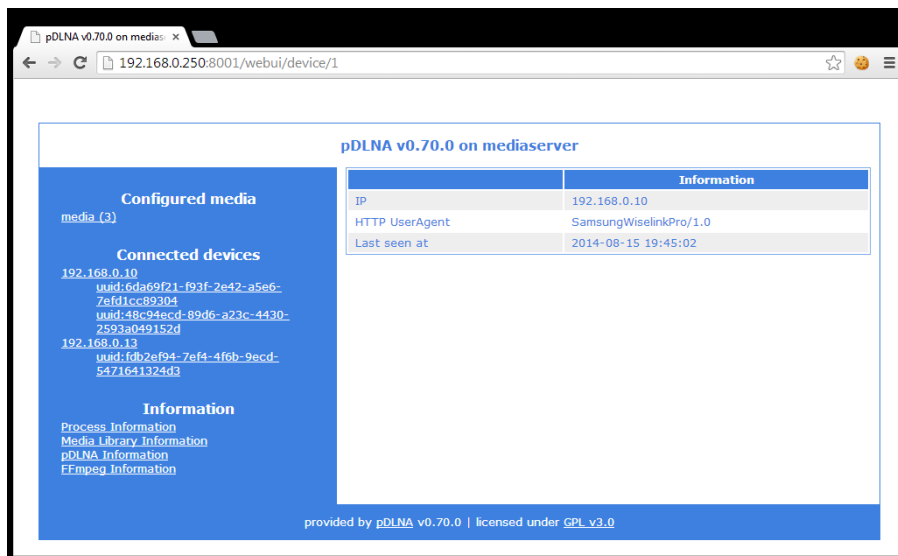 pDLNA v0.70.0 on medias
192.168.0.250:8001/webui/device/1
pDLNA v0.70.0 on mediaserver
Configured media
media (3)
Connected devices
192.168.0.10
uuid:6da69f21-f93f-2e42-a5e6-
7efd1cc89304
uuid:48c94ecd-89d6-a23c-4430-
2593a049152d
192.168.0.13
uuid:fdb2ef94-7ef4-4f6b-9ecd-
5471641324d3
Information
Process Information
Media Library Information
pDLNA Information
FFmpeg Information
Information
IP 192.168.0.10
HTTP UserAgent SamsungWiselinkPro/1.0
Last seen at 2014-08-15 19:45:02
provided by pDLNA v0.70.0 | licensed under GPL v3.0